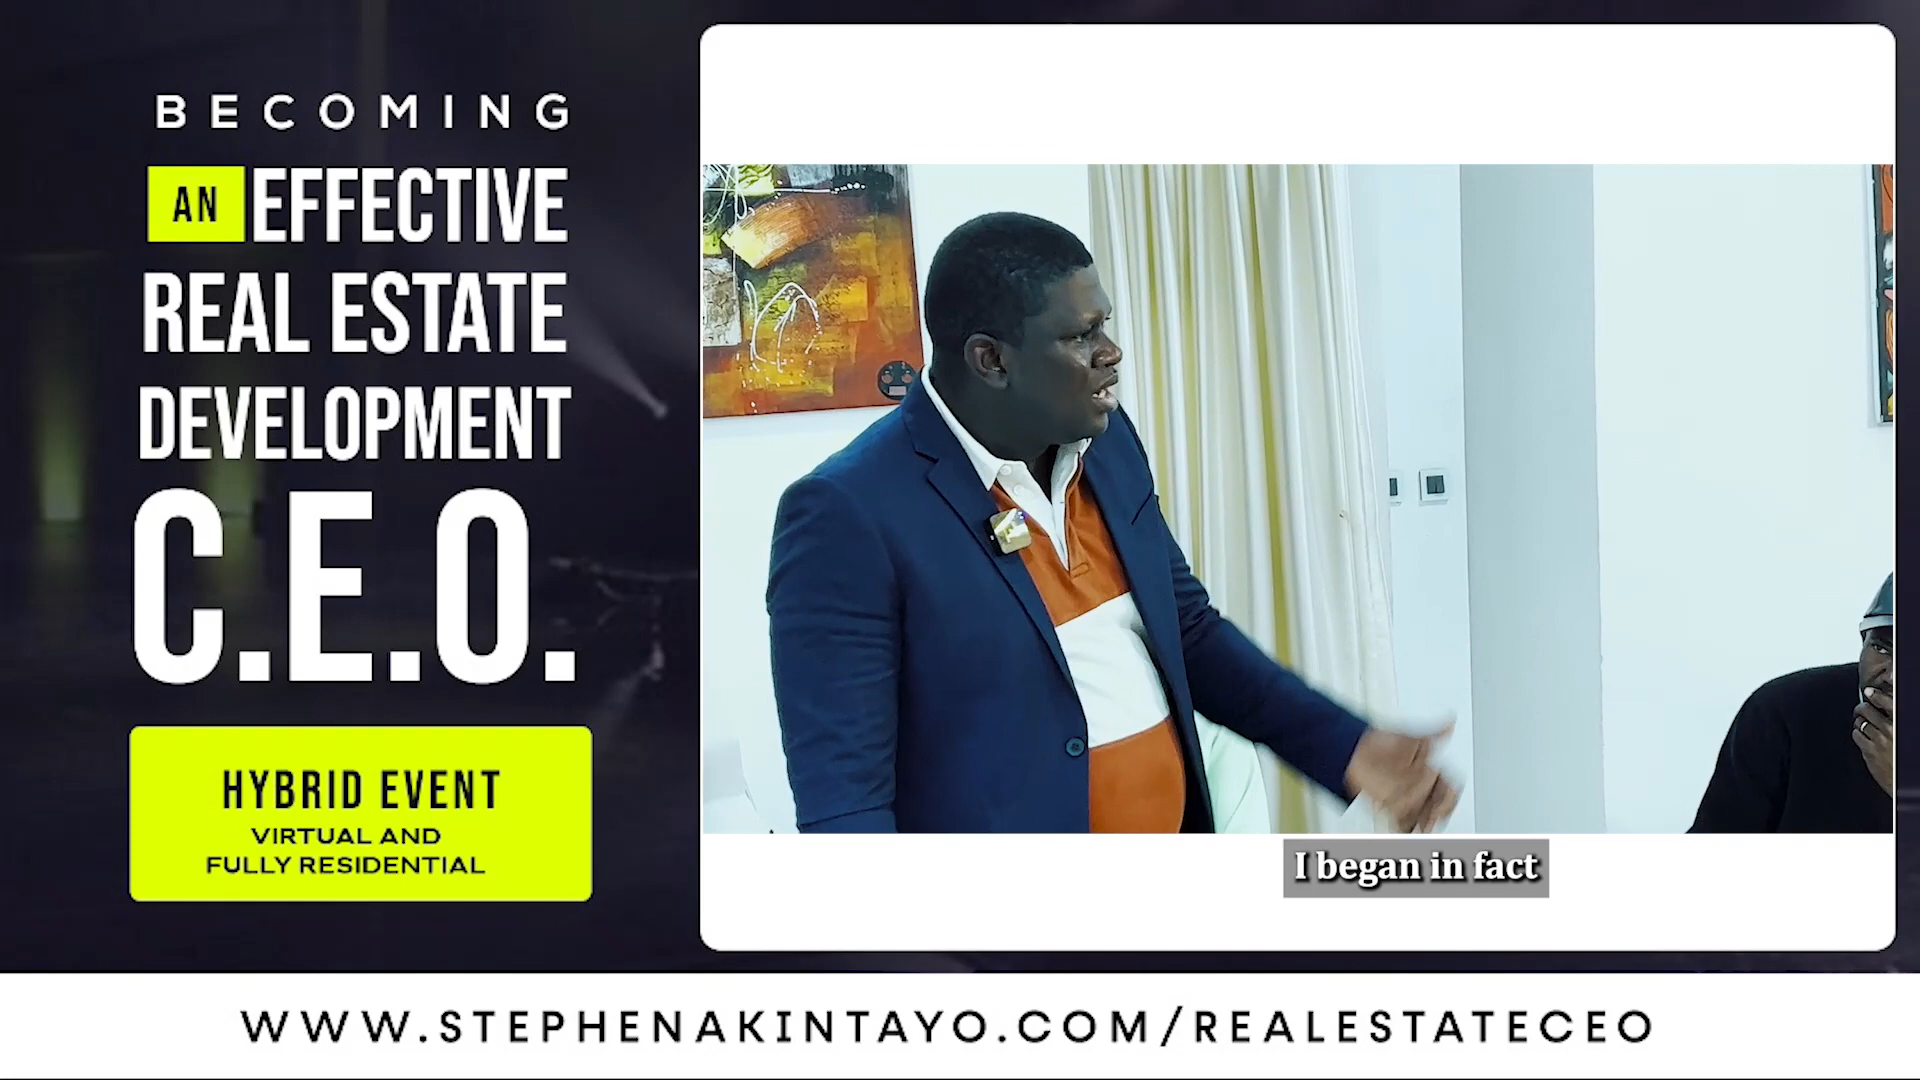 BECOMING
AN EFFECTIVE
REAL ESTATE
DEVELOPMENT
C.E.O.
HYBRID EVENT
VIRTUAL AND
FULLY RESIDENTIAL
I began in fact
WWW.STEPHENAKINTAYO.COM/REALESTATECEO